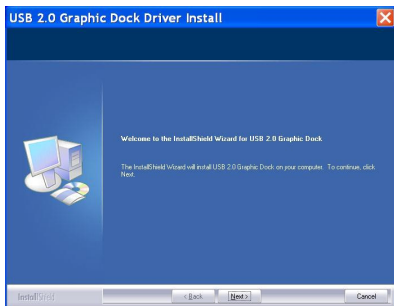 USB 2.0 Graphic Dock Driver Install
Welcome to the InstallShield Wizard for USB 2.0 Graphic Dock
The InstallShield Wizard will install USB 2.0 Graphic Dock on your computer. To continue, click
Next.
InstallShield
< Back
Next >
Cancel